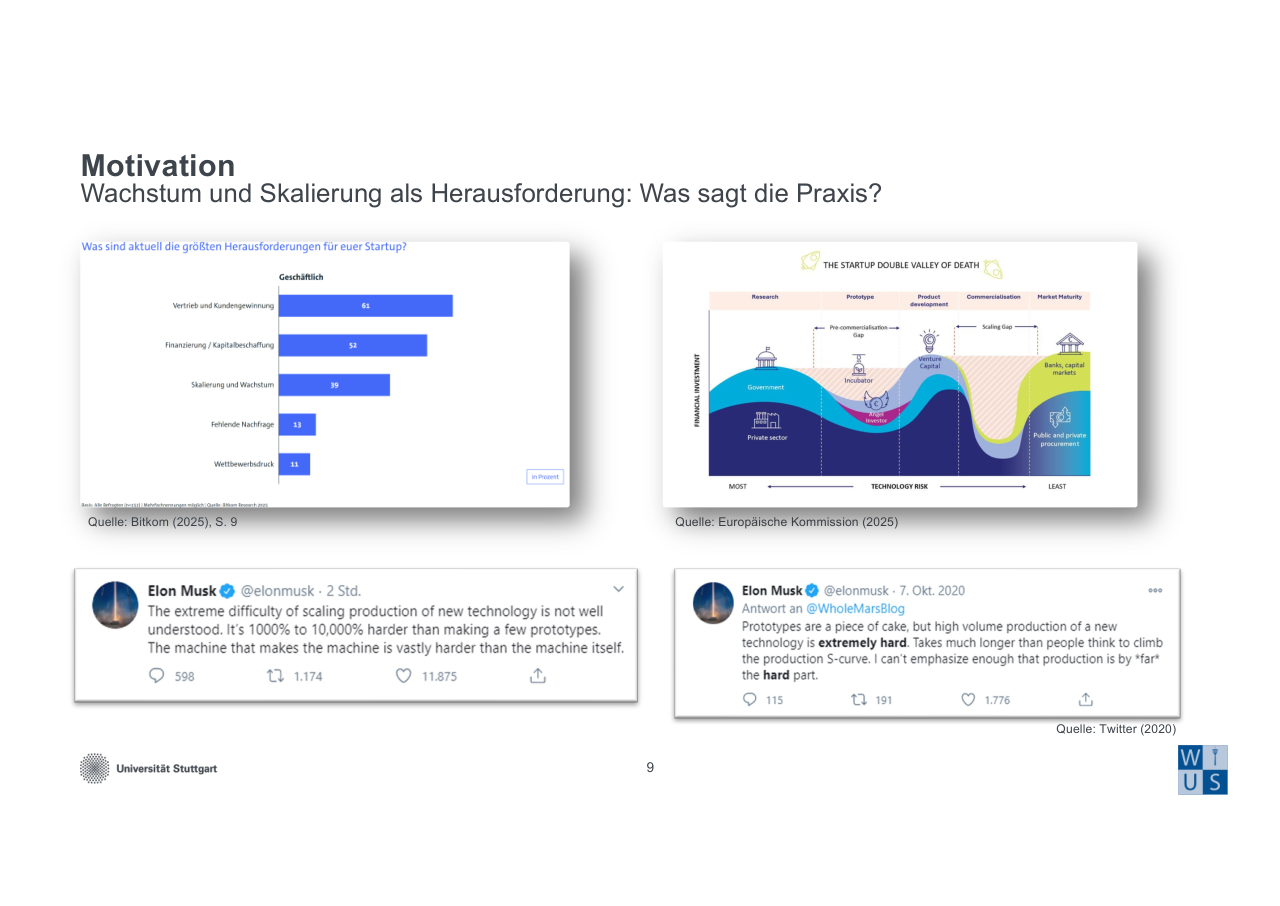 Motivation
Wachstum und Skalierung als Herausforderung: Was sagt die Praxis?
Was sind aktuell die größten Herausforderungen für euer Startup?
Geschäftlich
Vertrieb und Kundengewinnung 61
Finanzierung / Kapitalbeschaffung 52
Skalierung und Wachstum 39
Fehlende Nachfrage 13
Wettbewerbsdruck 11
in Prozent
Basis: Alle Befragten | Mehrfachnennungen möglich | Quelle: Bitkom Research 2025
Quelle: Bitkom (2025), S. 9
THE STARTUP DOUBLE VALLEY OF DEATH
Research
Prototype
Product
development
Commercialisation
Market Maturity
Pre-commercialisation
Gap
Scaling Gap
FINANCIAL INVESTMENT
Government
Private sector
Incubator
Angel
Investor
Venture
Capital
Banks, capital
markets
Public and private
procurement
MOST
TECHNOLOGY RISK
LEAST
Quelle: Europäische Kommission (2025)
Elon Musk @elonmusk · 2 Std.
The extreme difficulty of scaling production of new technology is not well
understood. It's 1000% to 10,000% harder than making a few prototypes.
The machine that makes the machine is vastly harder than the machine itself.
598 1.174 11.875
Elon Musk @elonmusk · 7. Okt. 2020
Antwort an @WholeMarsBlog
Prototypes are a piece of cake, but high volume production of a new
technology is extremely hard. Takes much longer than people think to climb
the production S-curve. I can't emphasize enough that production is by *far*
the hard part.
115 191 1.776
Quelle: Twitter (2020)
Universität Stuttgart
9
W I
U S